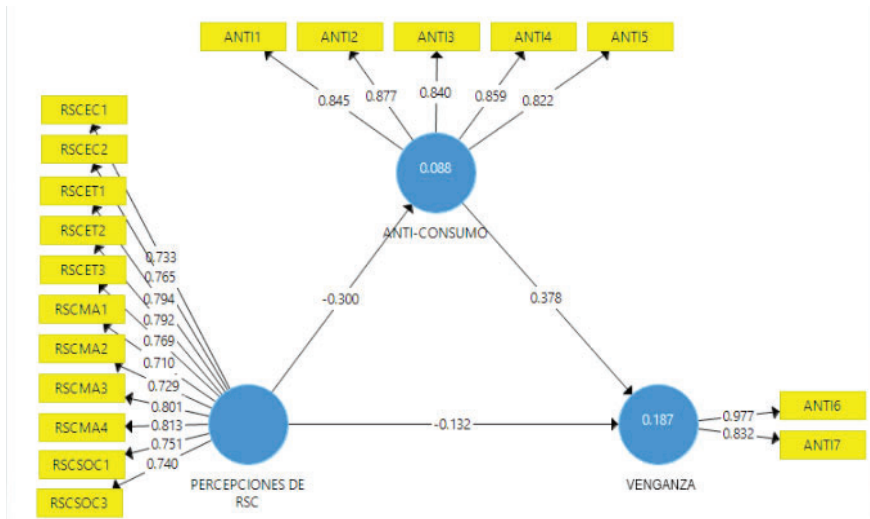 ANTI1
ANTI2
ANTI3
ANTI4
ANTI5
0.845
0.877
0.840
0.859
0.822
RSCEC1
RSCEC2
RSCET1
RSCET2
RSCET3
RSCMA1
RSCMA2
RSCMA3
RSCMA4
RSCSOC1
RSCSOC3
0.733
0.765
0.794
0.792
0.769
0.710
0.729
0.801
0.813
0.751
0.740
0.088
ANTI-CONSUMO
-0.300
0.378
-0.132
PERCEPCIONES DE
RSC
0.187
VENGANZA
0.977
0.832
ANTI6
ANTI7